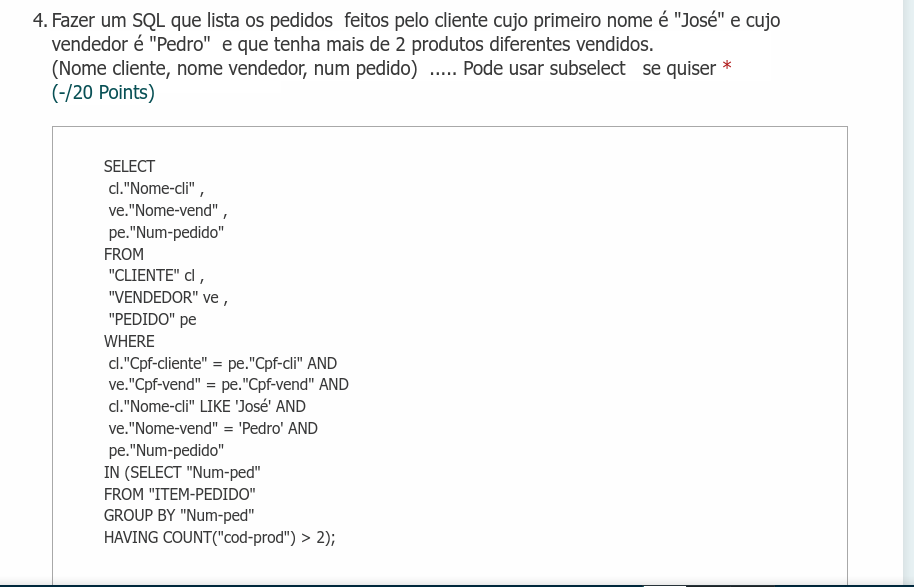 4. Fazer um SQL que lista os pedidos feitos pelo cliente cujo primeiro nome é "José" e cujo
vendedor é "Pedro" e que tenha mais de 2 produtos diferentes vendidos.
(Nome cliente, nome vendedor, num pedido) ..... Pode usar subselect se quiser *
(-/20 Points)
SELECT
cl."Nome-cli" ,
ve."Nome-vend" ,
pe."Num-pedido"
FROM
"CLIENTE" cl ,
"VENDEDOR" ve ,
"PEDIDO" pe
WHERE
cl."Cpf-cliente" = pe."Cpf-cli" AND
ve."Cpf-vend" = pe."Cpf-vend" AND
cl."Nome-cli" LIKE 'José' AND
ve."Nome-vend" = 'Pedro' AND
pe."Num-pedido"
IN (SELECT "Num-ped"
FROM "ITEM-PEDIDO"
GROUP BY "Num-ped"
HAVING COUNT("cod-prod") > 2);